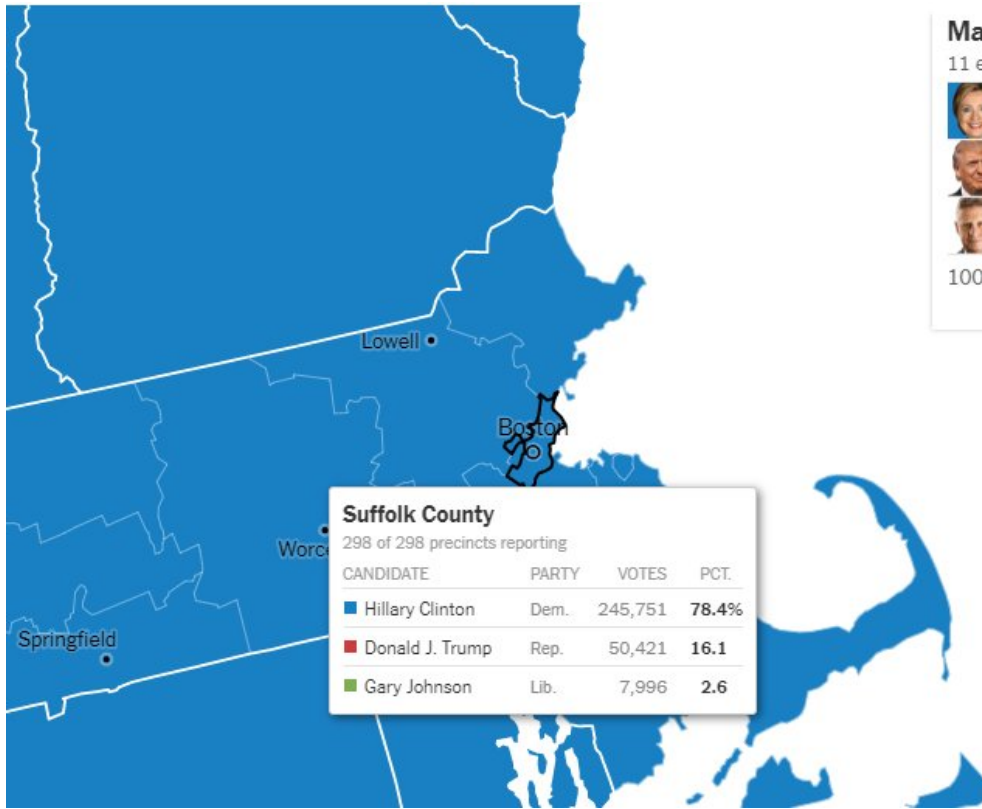 Ma
11 e
100
Lowell
Boston
Worce
Springfield
Suffolk County
298 of 298 precincts reporting
CANDIDATE PARTY VOTES PCT.
Hillary Clinton Dem. 245,751 78.4%
Donald J. Trump Rep. 50,421 16.1
Gary Johnson Lib. 7,996 2.6